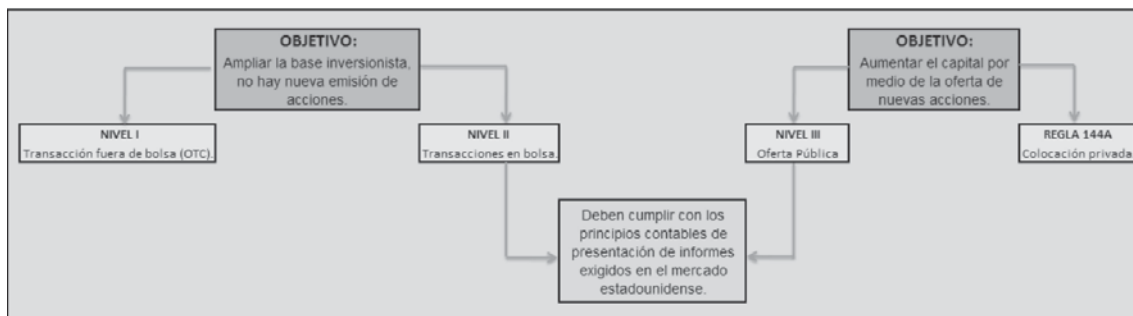 OBJETIVO:
Ampliar la base inversionista,
no hay nueva emisión de
acciones.
OBJETIVO:
Aumentar el capital por
medio de la oferta de
nuevas acciones.
NIVEL I
Transacción fuera de bolsa (OTC).
NIVEL II
Transacciones en bolsa.
NIVEL III
Oferta Pública
REGLA 144A
Colocación privada
Deben cumplir con los
principios contables de
presentación de informes
exigidos en el mercado
estadounidense.